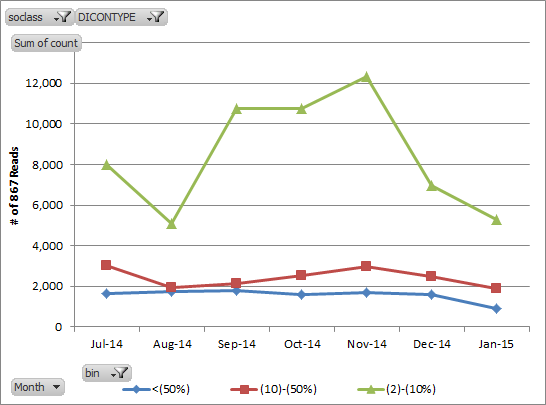 soclass DICONTYPE
Sum of count
12,000
10,000
8,000
6,000
4,000
2,000
0
# of 867 Reads
Jul-14 Aug-14 Sep-14 Oct-14 Nov-14 Dec-14 Jan-15
bin
Month
<(50%) (10)-(50%) (2)-(10%)